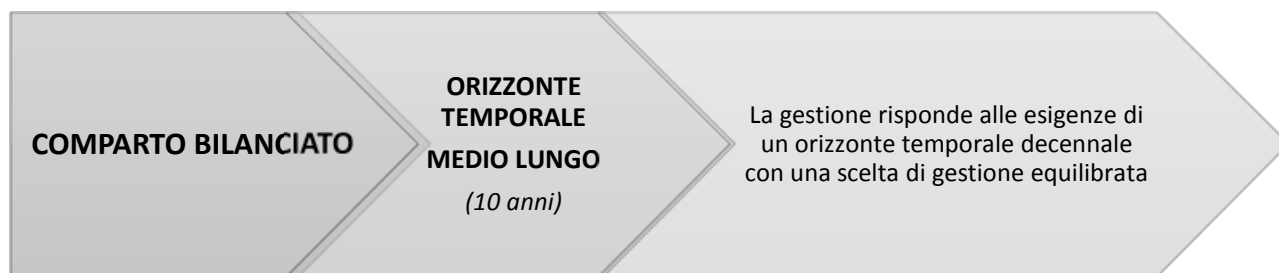 COMPARTO BILANCIATO
ORIZZONTE
TEMPORALE
MEDIO LUNGO
(10 anni)
La gestione risponde alle esigenze di
un orizzonte temporale decennale
con una scelta di gestione equilibrata